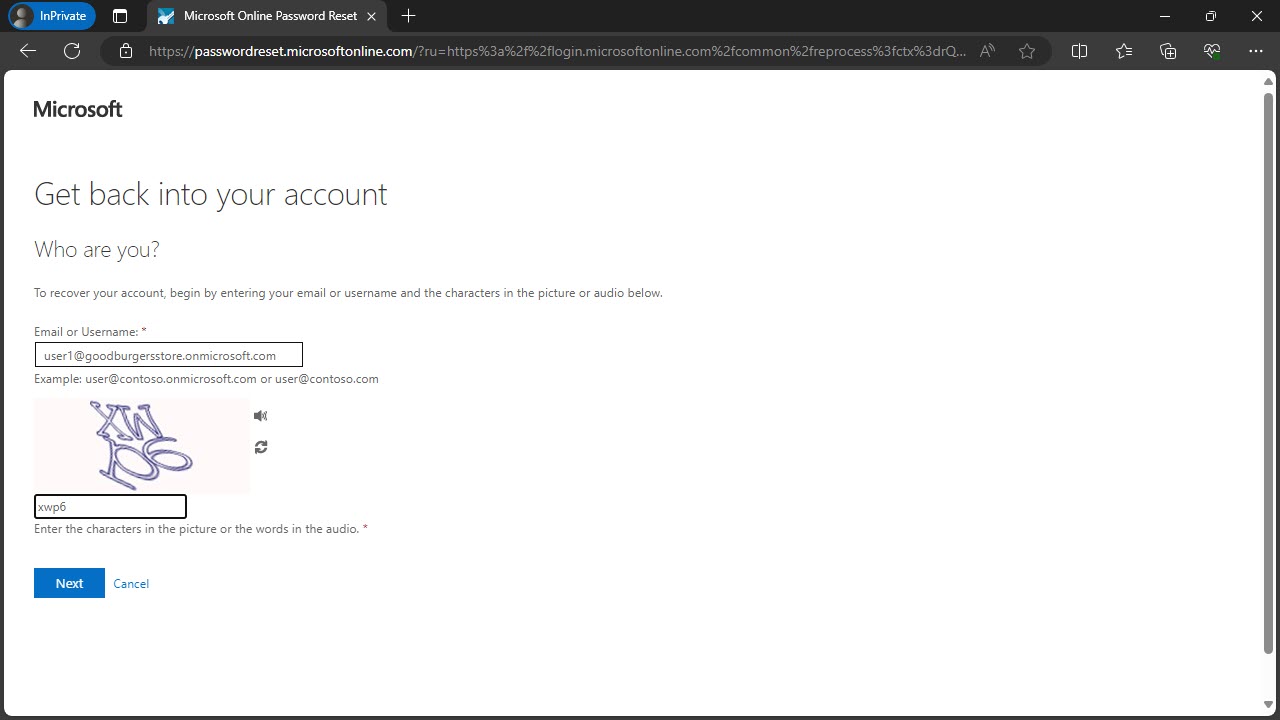 InPrivate
Microsoft Online Password Reset
https://passwordreset.microsoftonline.com/?ru=https%3a%2f%2flogin.microsoftonline.com%2fcommon%2freprocess%3fctx%3drQ...
Microsoft
Get back into your account
Who are you?
To recover your account, begin by entering your email or username and the characters in the picture or audio below.
Email or Username: *
user1@goodburgersstore.onmicrosoft.com
Example: user@contoso.onmicrosoft.com or user@contoso.com
XW
P6
xwp6
Enter the characters in the picture or the words in the audio. *
Next Cancel